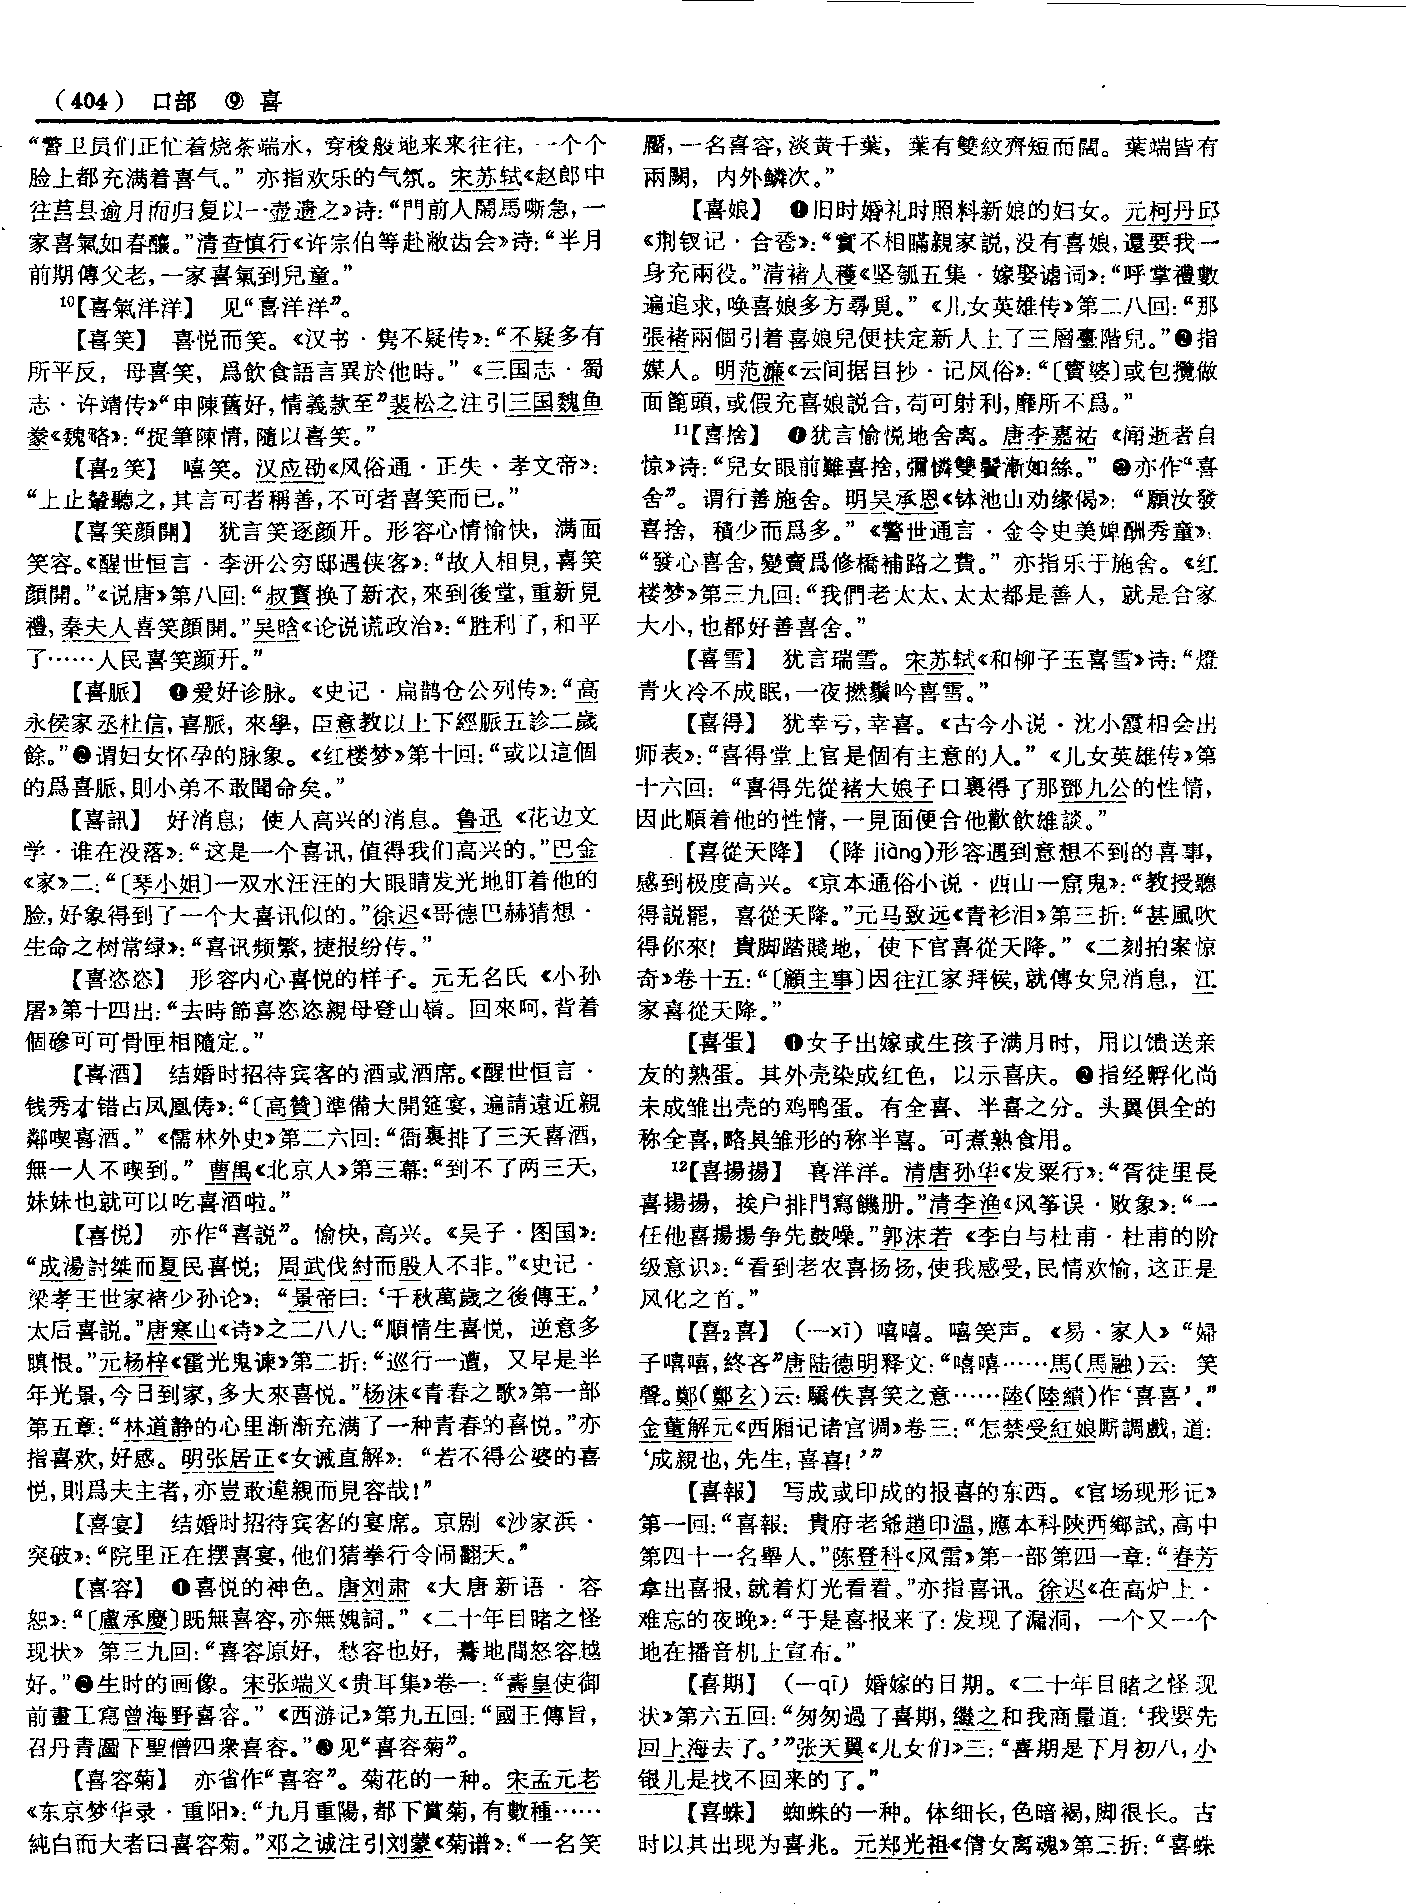 （404） 口部 ⑨ 喜
“警卫员们正忙着烧茶端水，穿梭般地来来往往，一个个
脸上都充满着喜气。”亦指欢乐的气氛。宋苏轼《赵郎中
往莒县逾月而归复以一壶遗之》诗：“門前人鬧馬嘶急，一
家喜氣如春釀。”清查慎行《许宗伯等赴敝齿会》诗：“半月
前期傳父老，一家喜氣到兒童。”
10【喜氣洋洋】 见“喜洋洋”。
【喜笑】 喜悦而笑。《汉书·隽不疑传》：“不疑多有
所平反，母喜笑，爲飲食語言異於他時。”《三国志·蜀
志·许靖传》“申陳舊好，情義款至”裴松之注引三国魏鱼
豢《魏略》：“捉筆陳情，隨以喜笑。”
【喜2笑】 嘻笑。汉应劭《风俗通·正失·孝文帝》：
“上止輦聽之，其言可者稱善，不可者喜笑而已。”
【喜笑顔開】 犹言笑逐颜开。形容心情愉快，满面
笑容。《醒世恒言·李汧公穷邸遇侠客》：“故人相見，喜笑
顔開。”《说唐》第八回：“叔寶换了新衣，來到後堂，重新見
禮，秦夫人喜笑顔開。”吴晗《论说谎政治》：“胜利了，和平
了……人民喜笑颜开。”
【喜脈】 ❶爱好诊脉。《史记·扁鹊仓公列传》：“高
永侯家丞杜信，喜脈，來學，臣意教以上下經脈五診二歲
餘。”❷谓妇女怀孕的脉象。《红楼梦》第十回：“或以這個
的爲喜脈，則小弟不敢聞命矣。”
【喜訊】 好消息；使人高兴的消息。鲁迅《花边文
学·谁在没落》：“这是一个喜讯，值得我们高兴的。”巴金
《家》二：“〔琴小姐〕一双水汪汪的大眼睛发光地盯着他的
脸，好象得到了一个大喜讯似的。”徐迟《哥德巴赫猜想·
生命之树常绿》：“喜讯频繁，捷报纷传。”
【喜恣恣】 形容内心喜悦的样子。元无名氏《小孙
屠》第十四出：“去時節喜恣恣親母登山嶺。回來呵，背着
個磣可可骨匣相隨定。”
【喜酒】 结婚时招待宾客的酒或酒席。《醒世恒言·
钱秀才错占凤凰俦》：“〔高贊〕準備大開筵宴，遍請遠近親
鄰喫喜酒。”《儒林外史》第二六回：“衙裏排了三天喜酒，
無一人不喫到。”曹禺《北京人》第三幕：“到不了两三天，
妹妹也就可以吃喜酒啦。”
【喜悦】 亦作“喜説”。愉快，高兴。《吴子·图国》：
“成湯討桀而夏民喜悦；周武伐紂而殷人不非。”《史记·
梁孝王世家褚少孙论》：“景帝曰：‘千秋萬歲之後傳王。’
太后喜説。”唐寒山《诗》之二八八：“順情生喜悦，逆意多
瞋恨。”元杨梓《霍光鬼谏》第二折：“巡行一遭，又早是半
年光景，今日到家，多大來喜悦。”杨沫《青春之歌》第一部
第五章：“林道静的心里渐渐充满了一种青春的喜悦。”亦
指喜欢，好感。明张居正《女诫直解》：“若不得公婆的喜
悦，則爲夫主者，亦豈敢違親而見容哉！”
【喜宴】 结婚时招待宾客的宴席。京剧《沙家浜·
突破》：“院里正在摆喜宴，他们猜拳行令闹翻天。”
【喜容】 ❶喜悦的神色。唐刘肃《大唐新语·容
恕》：“〔盧承慶〕既無喜容，亦無媿詞。”《二十年目睹之怪
现状》第三九回：“喜容原好，愁容也好，驀地間怒容越
好。”❷生时的画像。宋张端义《贵耳集》卷一：“壽皇使御
前畫工寫曾海野喜容。”《西游记》第九五回：“國王傳旨，
召丹青圖下聖僧四衆喜容。”❸见“喜容菊”。
【喜容菊】 亦省作“喜容”。菊花的一种。宋孟元老
《东京梦华录·重阳》：“九月重陽，都下賞菊，有數種……
純白而大者曰喜容菊。”邓之诚注引刘蒙《菊谱》：“一名笑
靨，一名喜容，淡黄千葉，葉有雙紋齊短而闊。葉端皆有
兩闕，内外鱗次。”
【喜娘】 ❶旧时婚礼时照料新娘的妇女。元柯丹邱
《荆钗记·合卺》：“實不相瞞親家説，没有喜娘，還要我一
身充兩役。”清褚人穫《坚瓠五集·嫁娶谑词》：“呼掌禮數
遍追求，唤喜娘多方尋覓。”《儿女英雄传》第二八回：“那
張褚兩個引着喜娘兒便扶定新人上了三層臺階兒。”❷指
媒人。明范濂《云间据目抄·记风俗》：“〔賣婆〕或包攬做
面篦頭，或假充喜娘説合，苟可射利，靡所不爲。”
11【喜捨】 ❶犹言愉悦地舍离。唐李嘉祐《闻逝者自
惊》诗：“兒女眼前難喜捨，彌憐雙鬢漸如絲。”❷亦作“喜
舍”。谓行善施舍。明吴承恩《钵池山劝缘偈》：“願汝發
喜捨，積少而爲多。”《警世通言·金令史美婢酬秀童》：
“發心喜舍，變賣爲修橋補路之費。”亦指乐于施舍。《红
楼梦》第三九回：“我們老太太、太太都是善人，就是合家
大小，也都好善喜舍。”
【喜雪】 犹言瑞雪。宋苏轼《和柳子玉喜雪》诗：“燈
青火冷不成眠，一夜撚鬚吟喜雪。”
【喜得】 犹幸亏，幸喜。《古今小说·沈小霞相会出
师表》：“喜得堂上官是個有主意的人。”《儿女英雄传》第
十六回：“喜得先從褚大娘子口裏得了那鄧九公的性情，
因此順着他的性情，一見面便合他歡飲雄談。”
【喜從天降】 （降 jiàng）形容遇到意想不到的喜事，
感到极度高兴。《京本通俗小说·西山一窟鬼》：“教授聽
得説罷，喜從天降。”元马致远《青衫泪》第三折：“甚風吹
得你來！貴脚踏賤地，使下官喜從天降。”《二刻拍案惊
奇》卷十五：“〔顧主事〕因往江家拜候，就傳女兒消息，江
家喜從天降。”
【喜蛋】 ❶女子出嫁或生孩子满月时，用以馈送亲
友的熟蛋。其外壳染成红色，以示喜庆。❷指经孵化尚
未成雏出壳的鸡鸭蛋。有全喜、半喜之分。头翼俱全的
称全喜，略具雏形的称半喜。可煮熟食用。
12【喜揚揚】 喜洋洋。清唐孙华《发粟行》：“胥徒里長
喜揚揚，挨户排門寫饑册。”清李渔《风筝误·败象》：“一
任他喜揚揚争先鼓噪。”郭沫若《李白与杜甫·杜甫的阶
级意识》：“看到老农喜扬扬，使我感受，民情欢愉，这正是
风化之首。”
【喜2喜】 （—xī）嘻嘻。嘻笑声。《易·家人》“婦
子嘻嘻，終吝”唐陆德明释文：“嘻嘻……馬（馬融）云：笑
聲。鄭（鄭玄）云：驕佚喜笑之意……陸（陸績）作‘喜喜’。”
金董解元《西厢记诸宫调》卷三：“怎禁受紅娘厮調戲，道：
‘成親也，先生，喜喜！’”
【喜報】 写成或印成的报喜的东西。《官场现形记》
第一回：“喜報：貴府老爺趙印溫，應本科陝西鄉試，高中
第四十一名舉人。”陈登科《风雷》第一部第四一章：“春芳
拿出喜报，就着灯光看看。”亦指喜讯。徐迟《在高炉上·
难忘的夜晚》：“于是喜报来了：发现了漏洞，一个又一个
地在播音机上宣布。”
【喜期】 （—qī）婚嫁的日期。《二十年目睹之怪现
状》第六五回：“匆匆過了喜期，繼之和我商量道：‘我要先
回上海去了。’”张天翼《儿女们》三：“喜期是下月初八，小
银儿是找不回来的了。”
【喜蛛】 蜘蛛的一种。体细长，色暗褐，脚很长。古
时以其出现为喜兆。元郑光祖《倩女离魂》第三折：“喜蛛